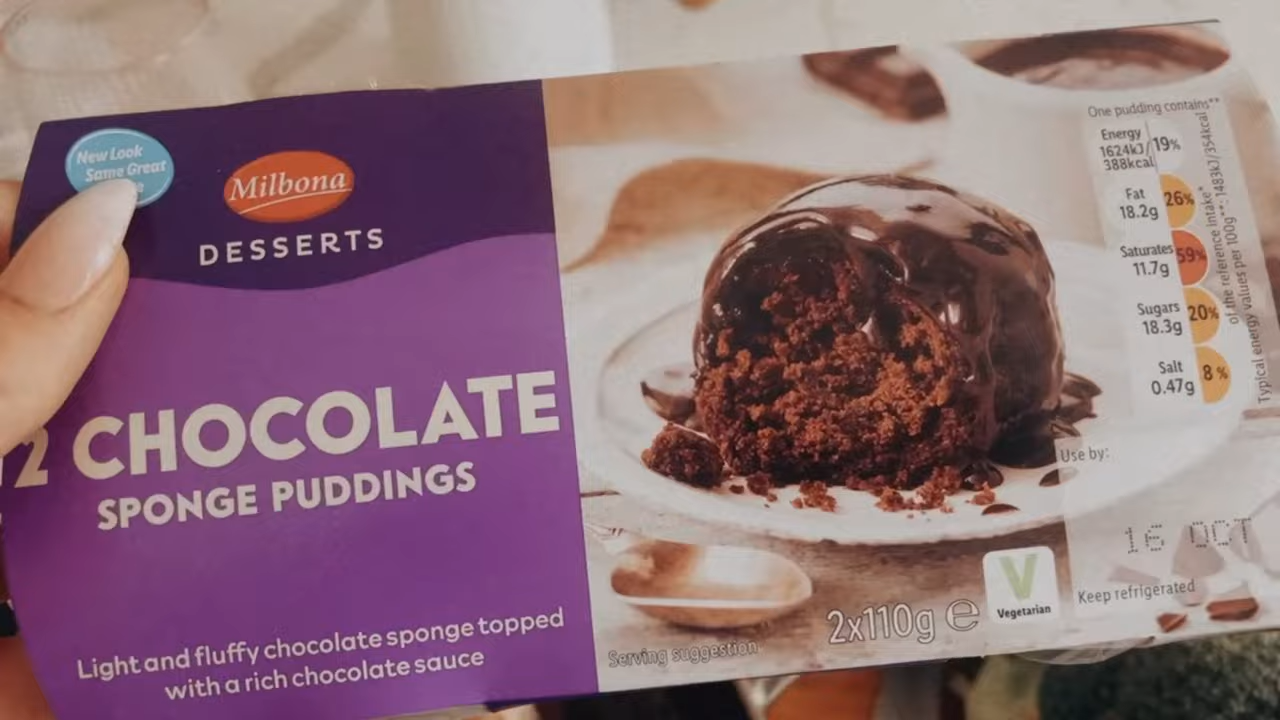 New Look
Same Great
Milbona
DESSERTS
2 CHOCOLATE
SPONGE PUDDINGS
Light and fluffy chocolate sponge topped
with a rich chocolate sauce
Serving suggestion
2x110g e
V
Vegetarian
One pudding contains**
Energy
1624kJ/
388kcal
19%
Fat
18.2g
26%
Saturates
11.7g
59%
Sugars
18.3g
20%
Salt
0.47g
8%
of the reference intake*
Typical energy values per 100g**: 1483kJ/354kcal
Use by:
16 OCT
Keep refrigerated